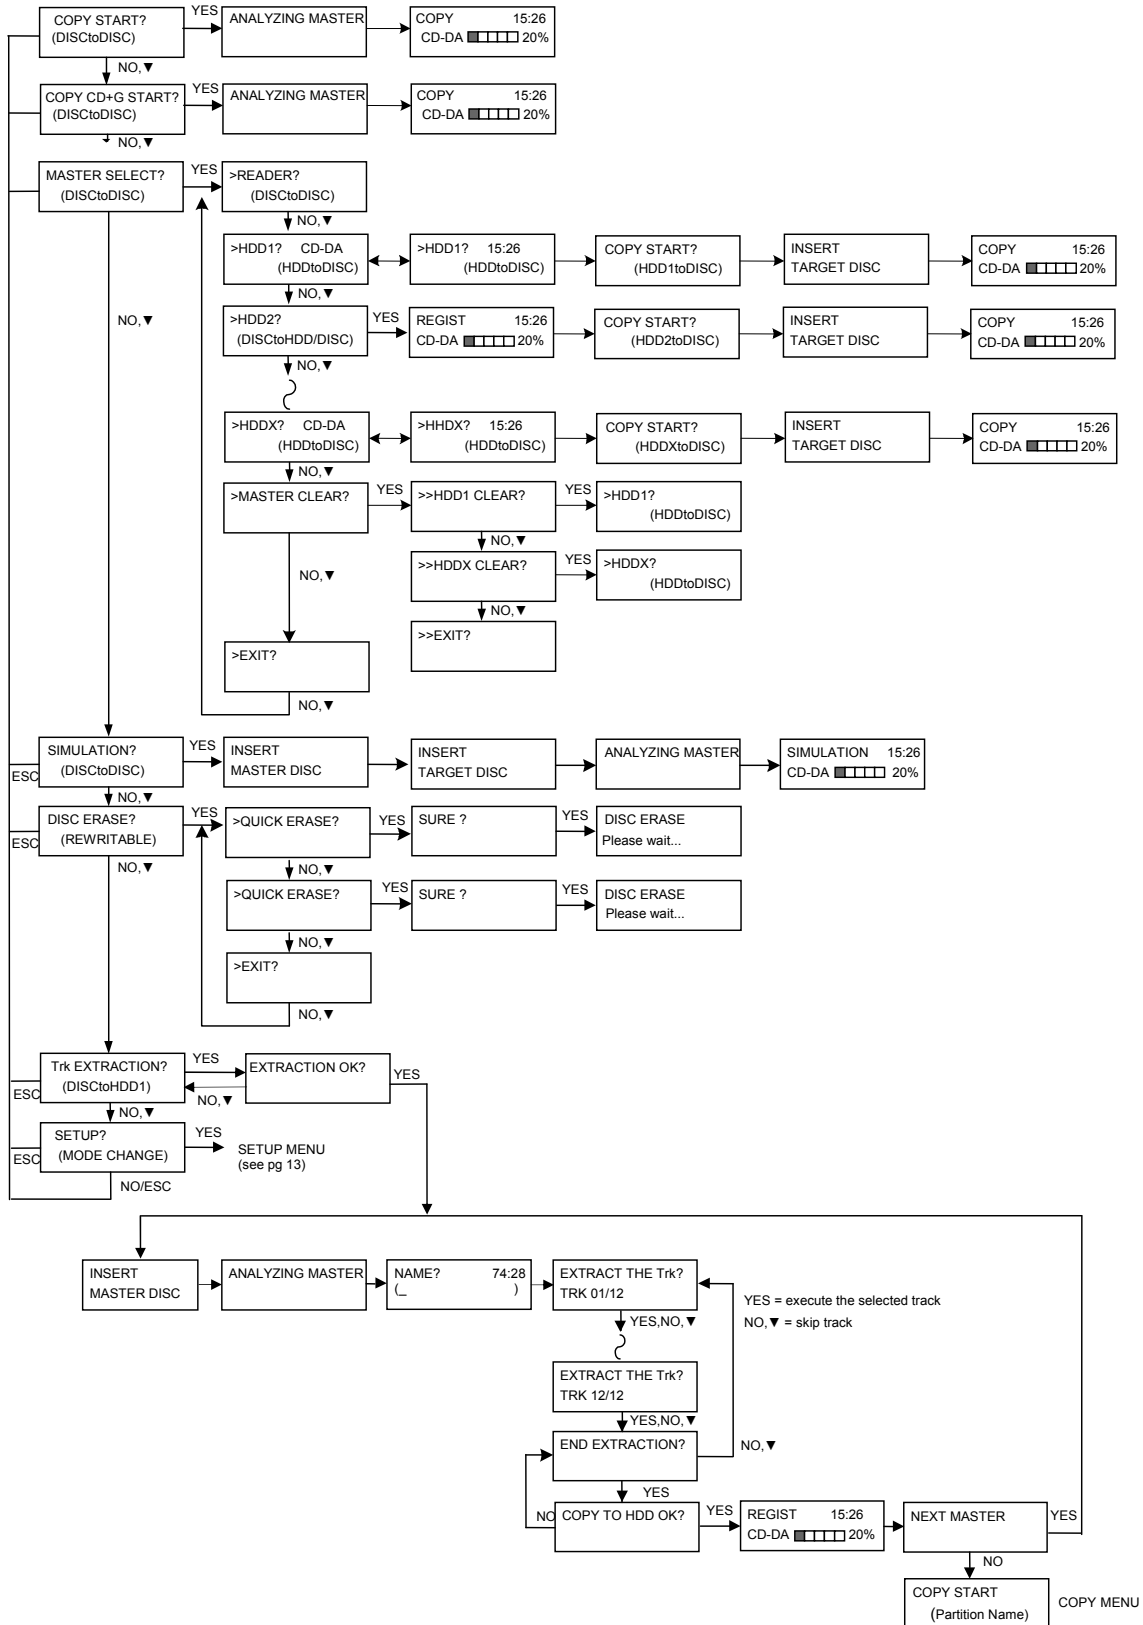 COPY START?
(DISCtoDISC)
YES
ANALYZING MASTER
COPY 15:26
CD-DA 20%
NO,▼
COPY CD+G START?
(DISCtoDISC)
YES
ANALYZING MASTER
COPY 15:26
CD-DA 20%
NO,▼
MASTER SELECT?
(DISCtoDISC)
YES
>READER?
(DISCtoDISC)
NO,▼
>HDD1? CD-DA
(HDDtoDISC)
>HDD1? 15:26
(HDDtoDISC)
COPY START?
(HDD1toDISC)
INSERT
TARGET DISC
COPY 15:26
CD-DA 20%
NO,▼
NO,▼
>HDD2?
(DISCtoHDD/DISC)
YES
REGIST 15:26
CD-DA 20%
COPY START?
(HDD2toDISC)
INSERT
TARGET DISC
COPY 15:26
CD-DA 20%
NO,▼
>HDDX? CD-DA
(HDDtoDISC)
>HHDX? 15:26
(HDDtoDISC)
COPY START?
(HDDXtoDISC)
INSERT
TARGET DISC
COPY 15:26
CD-DA 20%
NO,▼
>MASTER CLEAR?
YES
>>HDD1 CLEAR?
YES
>HDD1?
(HDDtoDISC)
NO,▼
NO,▼
>>HDDX CLEAR?
YES
>HDDX?
(HDDtoDISC)
NO,▼
>>EXIT?
>EXIT?
NO,▼
SIMULATION?
(DISCtoDISC)
ESC
YES
INSERT
MASTER DISC
INSERT
TARGET DISC
ANALYZING MASTER
SIMULATION 15:26
CD-DA 20%
NO,▼
DISC ERASE?
(REWRITABLE)
ESC
YES
>QUICK ERASE?
YES
SURE ?
YES
DISC ERASE
Please wait...
NO,▼
NO,▼
>QUICK ERASE?
YES
SURE ?
YES
DISC ERASE
Please wait...
NO,▼
>EXIT?
NO,▼
Trk EXTRACTION?
(DISCtoHDD1)
ESC
YES
EXTRACTION OK?
YES
NO,▼
NO,▼
SETUP?
(MODE CHANGE)
ESC
YES
SETUP MENU
(see pg 13)
NO/ESC
INSERT
MASTER DISC
ANALYZING MASTER
NAME? 74:28
(_ )
EXTRACT THE Trk?
TRK 01/12
YES = execute the selected track
NO,▼ = skip track
YES,NO,▼
EXTRACT THE Trk?
TRK 12/12
YES,NO,▼
END EXTRACTION?
NO,▼
YES
NO
COPY TO HDD OK?
YES
REGIST 15:26
CD-DA 20%
NEXT MASTER
YES
NO
COPY START
(Partition Name)
COPY MENU